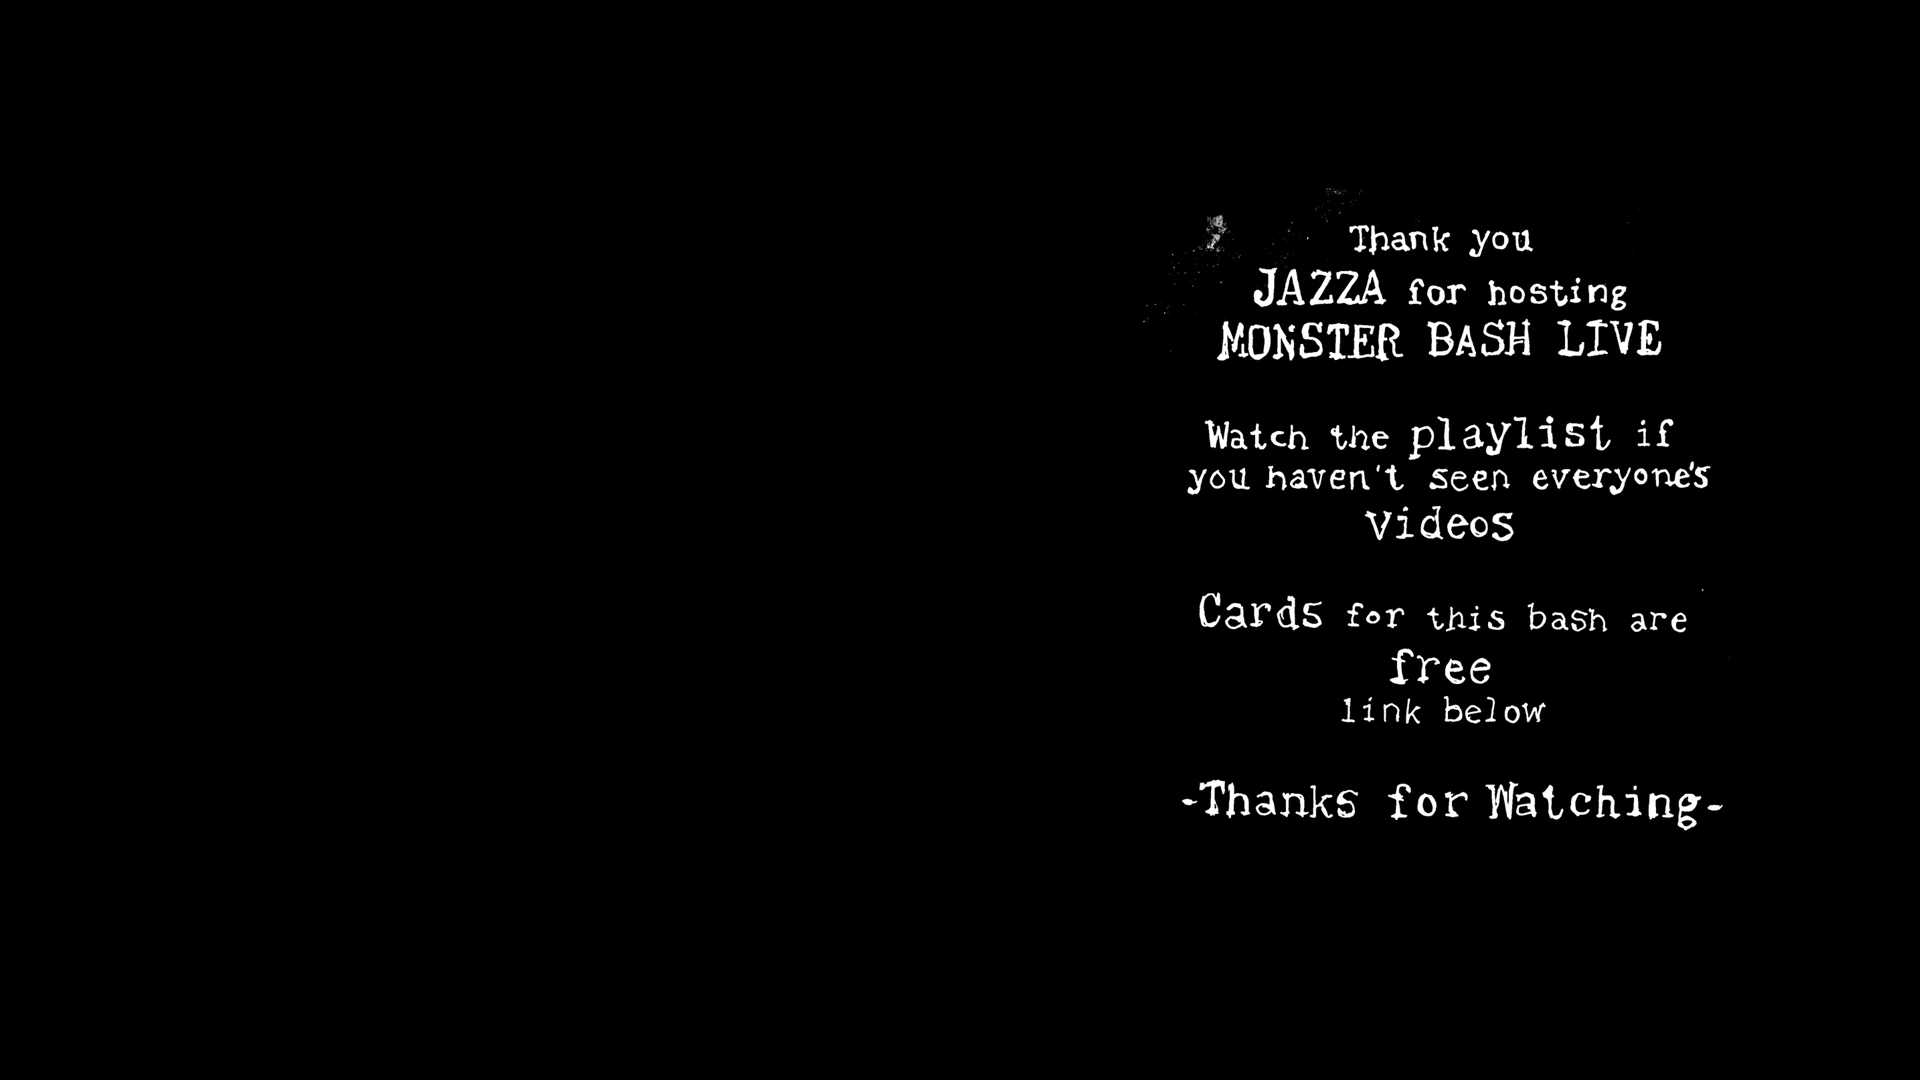 Thank you
JAZZA for hosting
MONSTER BASH LIVE
Watch the playlist if
you haven't seen everyone's
Videos
Cards for this bash are
free
link below
-Thanks for Watching-